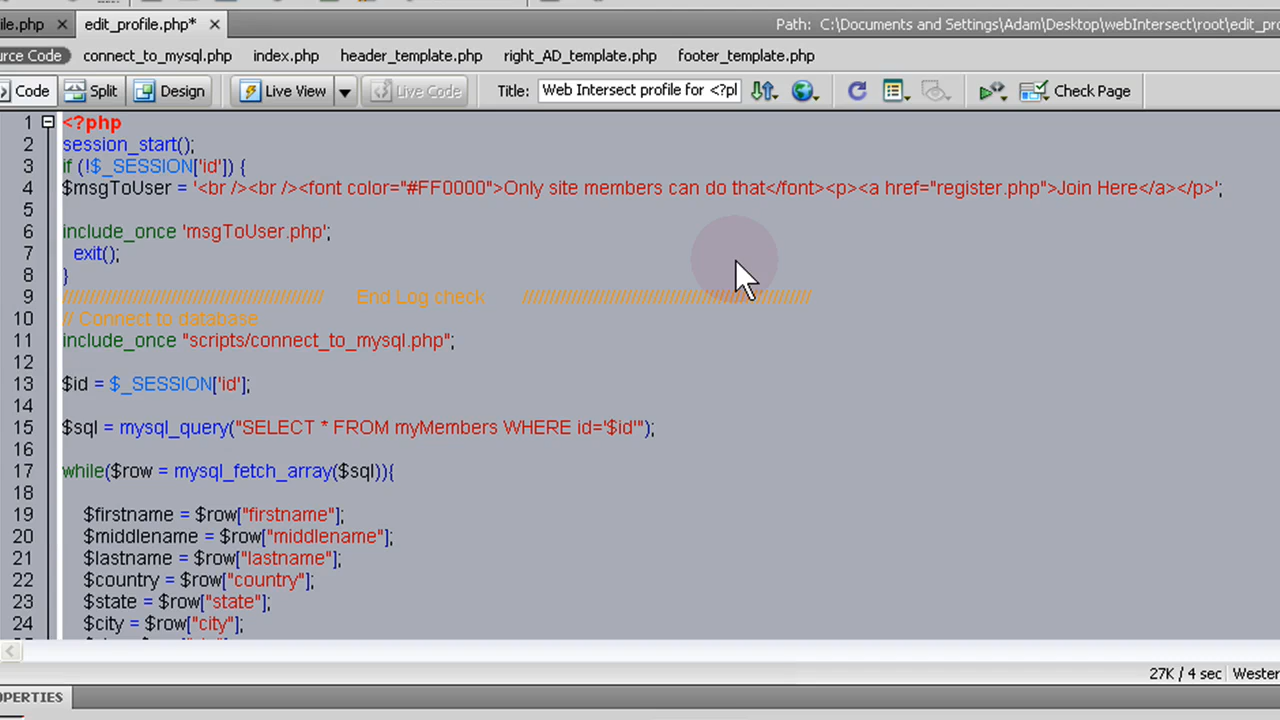 ile.php
edit_profile.php*
Path: C:\Documents and Settings\Adam\Desktop\webIntersect\root\edit_pro
urce Code connect_to_mysql.php index.php header_template.php right_AD_template.php footer_template.php
Code Split Design Live View Live Code Title: Web Intersect profile for <?pl Check Page
1 <?php
2 session_start();
3 if (!$_SESSION['id']) {
4 $msgToUser = '<br /><br /><font color="#FF0000">Only site members can do that</font><p><a href="register.php">Join Here</a></p>';
5
6 include_once 'msgToUser.php';
7 exit();
8 }
9 //////////////////////////////////////////////// End Log check /////////////////////////////////////////////////////
10 // Connect to database
11 include_once "scripts/connect_to_mysql.php";
12
13 $id = $_SESSION['id'];
14
15 $sql = mysql_query("SELECT * FROM myMembers WHERE id='$id'");
16
17 while($row = mysql_fetch_array($sql)){
18
19 $firstname = $row["firstname"];
20 $middlename = $row["middlename"];
21 $lastname = $row["lastname"];
22 $country = $row["country"];
23 $state = $row["state"];
24 $city = $row["city"];
27K / 4 sec Wester
OPERTIES